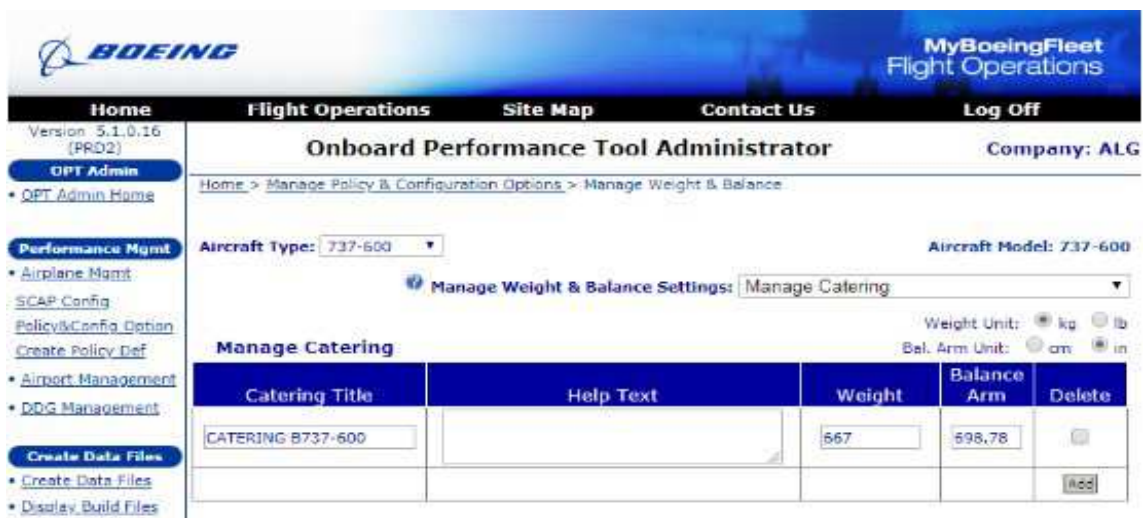 BOEING
MyBoeingFleet
Flight Operations
Home Flight Operations Site Map Contact Us Log Off
Version 5.1.0.16
(PRD2)
Onboard Performance Tool Administrator
Company: ALG
OPT Admin
• OPT Admin Home
Home > Manage Policy & Configuration Options > Manage Weight & Balance
Performance Mgmt
Aircraft Type: 737-600
Aircraft Model: 737-600
• Airplane Mgmt
SCAP Config
Policy&Config Option
Create Policy Def
• Airport Management
• DDG Management
Manage Weight & Balance Settings: Manage Catering
Weight Unit: kg lb
Manage Catering
Bal. Arm Unit: cm in
Catering Title Help Text Weight Balance Arm Delete
CATERING B737-600 667 698.78
Add
Create Data Files
• Create Data Files
• Display Build Files